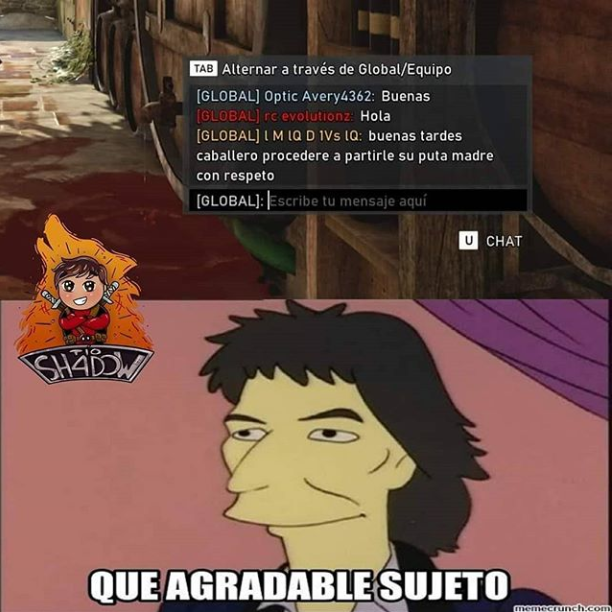 TAB Alternar a través de Global/Equipo
[GLOBAL] Optic Avery4362: Buenas
[GLOBAL] rc evolutionz: Hola
[GLOBAL] l M lQ D 1Vs lQ: buenas tardes
caballero procedere a partirle su puta madre
con respeto
[GLOBAL]: Escribe tu mensaje aquí
U CHAT
TIO
SH4DOW
QUE AGRADABLE SUJETO
memecrunch.com